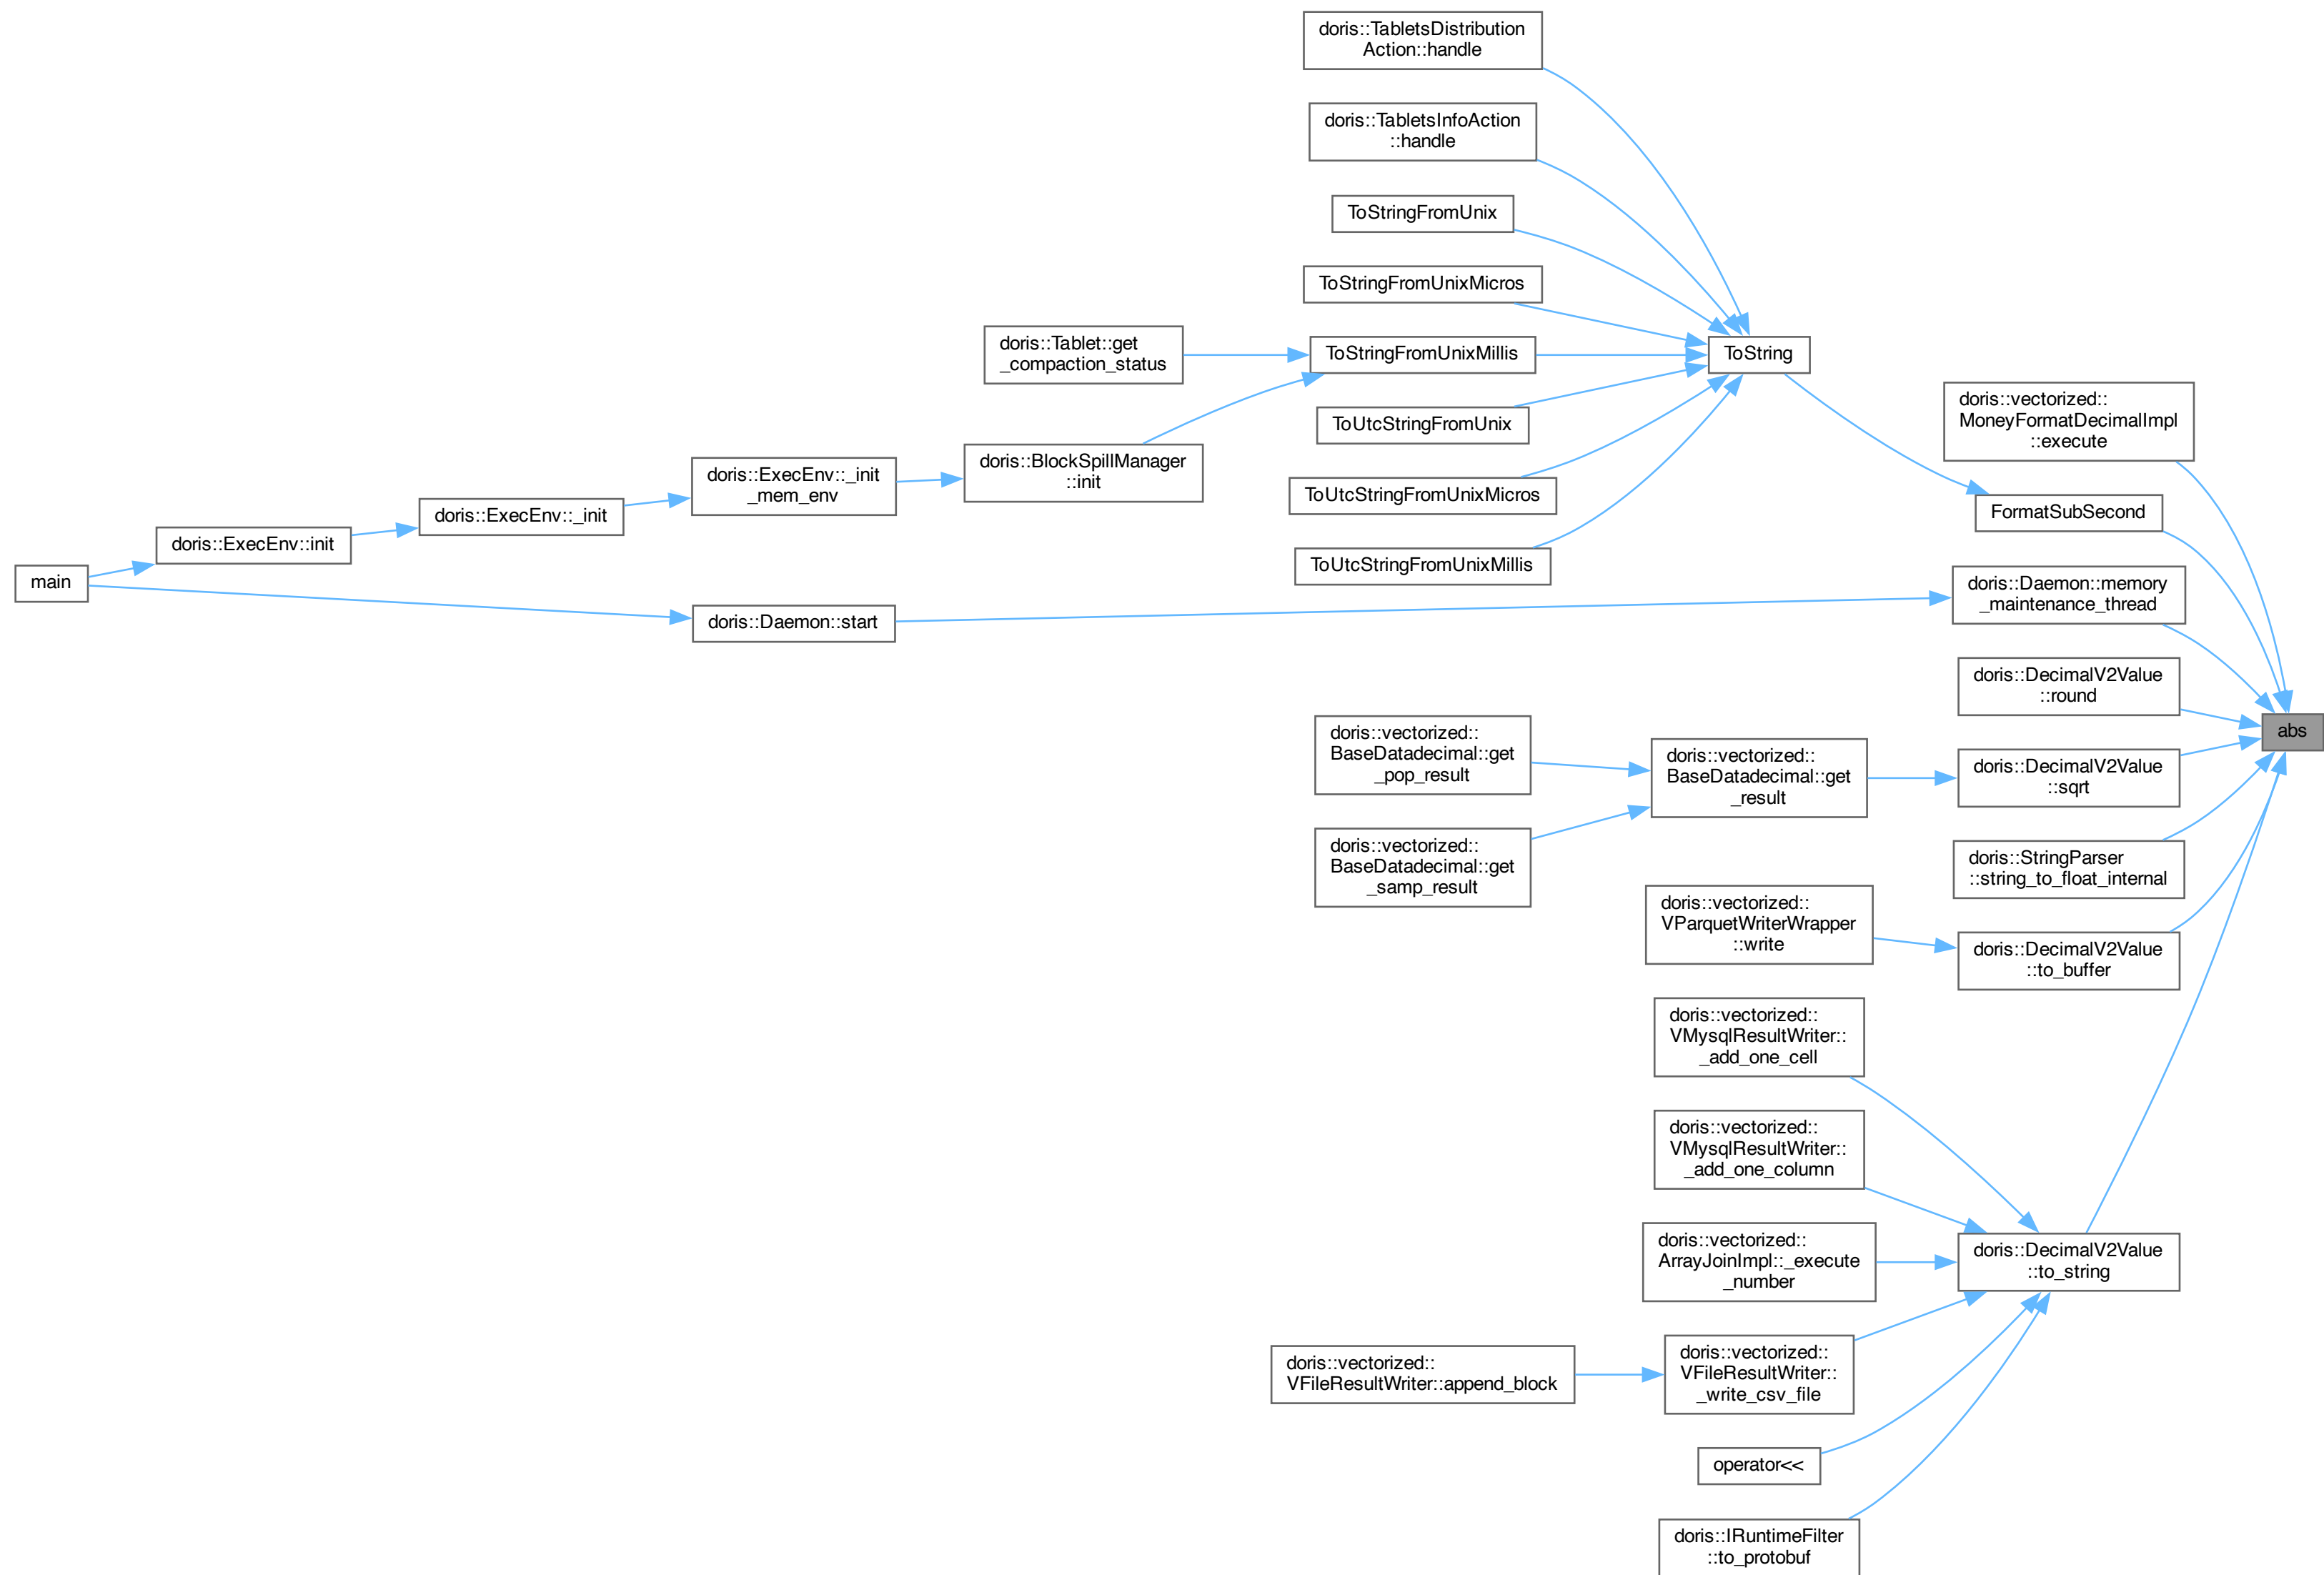 doris::TabletsDistribution
Action::handle
doris::TabletsInfoAction
::handle
ToStringFromUnix
ToStringFromUnixMicros
doris::Tablet::get
_compaction_status
ToStringFromUnixMillis
ToString
doris::vectorized::
MoneyFormatDecimalImpl
::execute
ToUtcStringFromUnix
doris::ExecEnv::_init
_mem_env
doris::BlockSpillManager
::init
ToUtcStringFromUnixMicros
FormatSubSecond
doris::ExecEnv::_init
doris::ExecEnv::init
ToUtcStringFromUnixMillis
main
doris::Daemon::memory
_maintenance_thread
doris::Daemon::start
doris::DecimalV2Value
::round
abs
doris::vectorized::
BaseDatadecimal::get
_pop_result
doris::vectorized::
BaseDatadecimal::get
_result
doris::DecimalV2Value
::sqrt
doris::vectorized::
BaseDatadecimal::get
_samp_result
doris::StringParser
::string_to_float_internal
doris::vectorized::
VParquetWriterWrapper
::write
doris::DecimalV2Value
::to_buffer
doris::vectorized::
VMysqlResultWriter::
_add_one_cell
doris::vectorized::
VMysqlResultWriter::
_add_one_column
doris::vectorized::
ArrayJoinImpl::_execute
_number
doris::DecimalV2Value
::to_string
doris::vectorized::
VFileResultWriter::append_block
doris::vectorized::
VFileResultWriter::
_write_csv_file
operator<<
doris::IRuntimeFilter
::to_protobuf